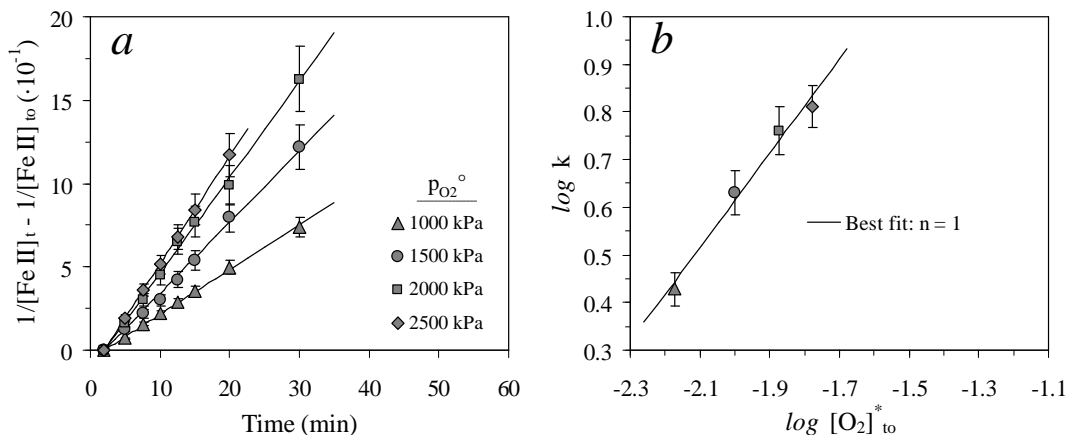 a
20
15
10
5
0
1/[Fe II]t - 1/[Fe II]to (·10⁻¹)
pO2°
1000 kPa
1500 kPa
2000 kPa
2500 kPa
0 10 20 30 40 50 60
Time (min)
b
1.0
0.9
0.8
0.7
0.6
0.5
0.4
0.3
log k
Best fit: n = 1
-2.3 -2.1 -1.9 -1.7 -1.5 -1.3 -1.1
log [O2]*to